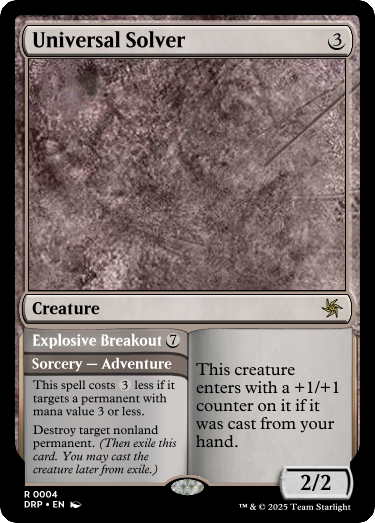 Universal Solver 3
Creature
Explosive Breakout 7
Sorcery — Adventure
This spell costs 3 less if it
targets a permanent with
mana value 3 or less.
Destroy target nonland
permanent. (Then exile this
card. You may cast the
creature later from exile.)
This creature
enters with a +1/+1
counter on it if it
was cast from your
hand.
2/2
R 0004
DRP • EN
™ & © 2025 Team Starlight